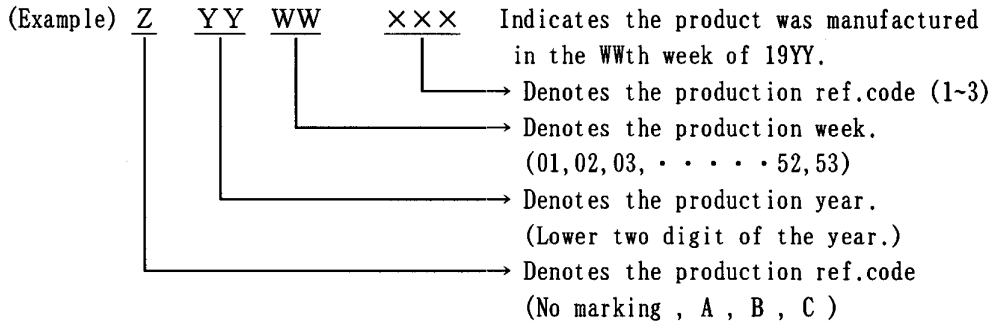 (Example) Z YY WW ××× Indicates the product was manufactured
in the WWth week of 19YY.
Denotes the production ref.code (1~3)
Denotes the production week.
(01,02,03, ・ ・ ・ ・ ・ 52,53)
Denotes the production year.
(Lower two digit of the year.)
Denotes the production ref.code
(No marking , A , B , C )